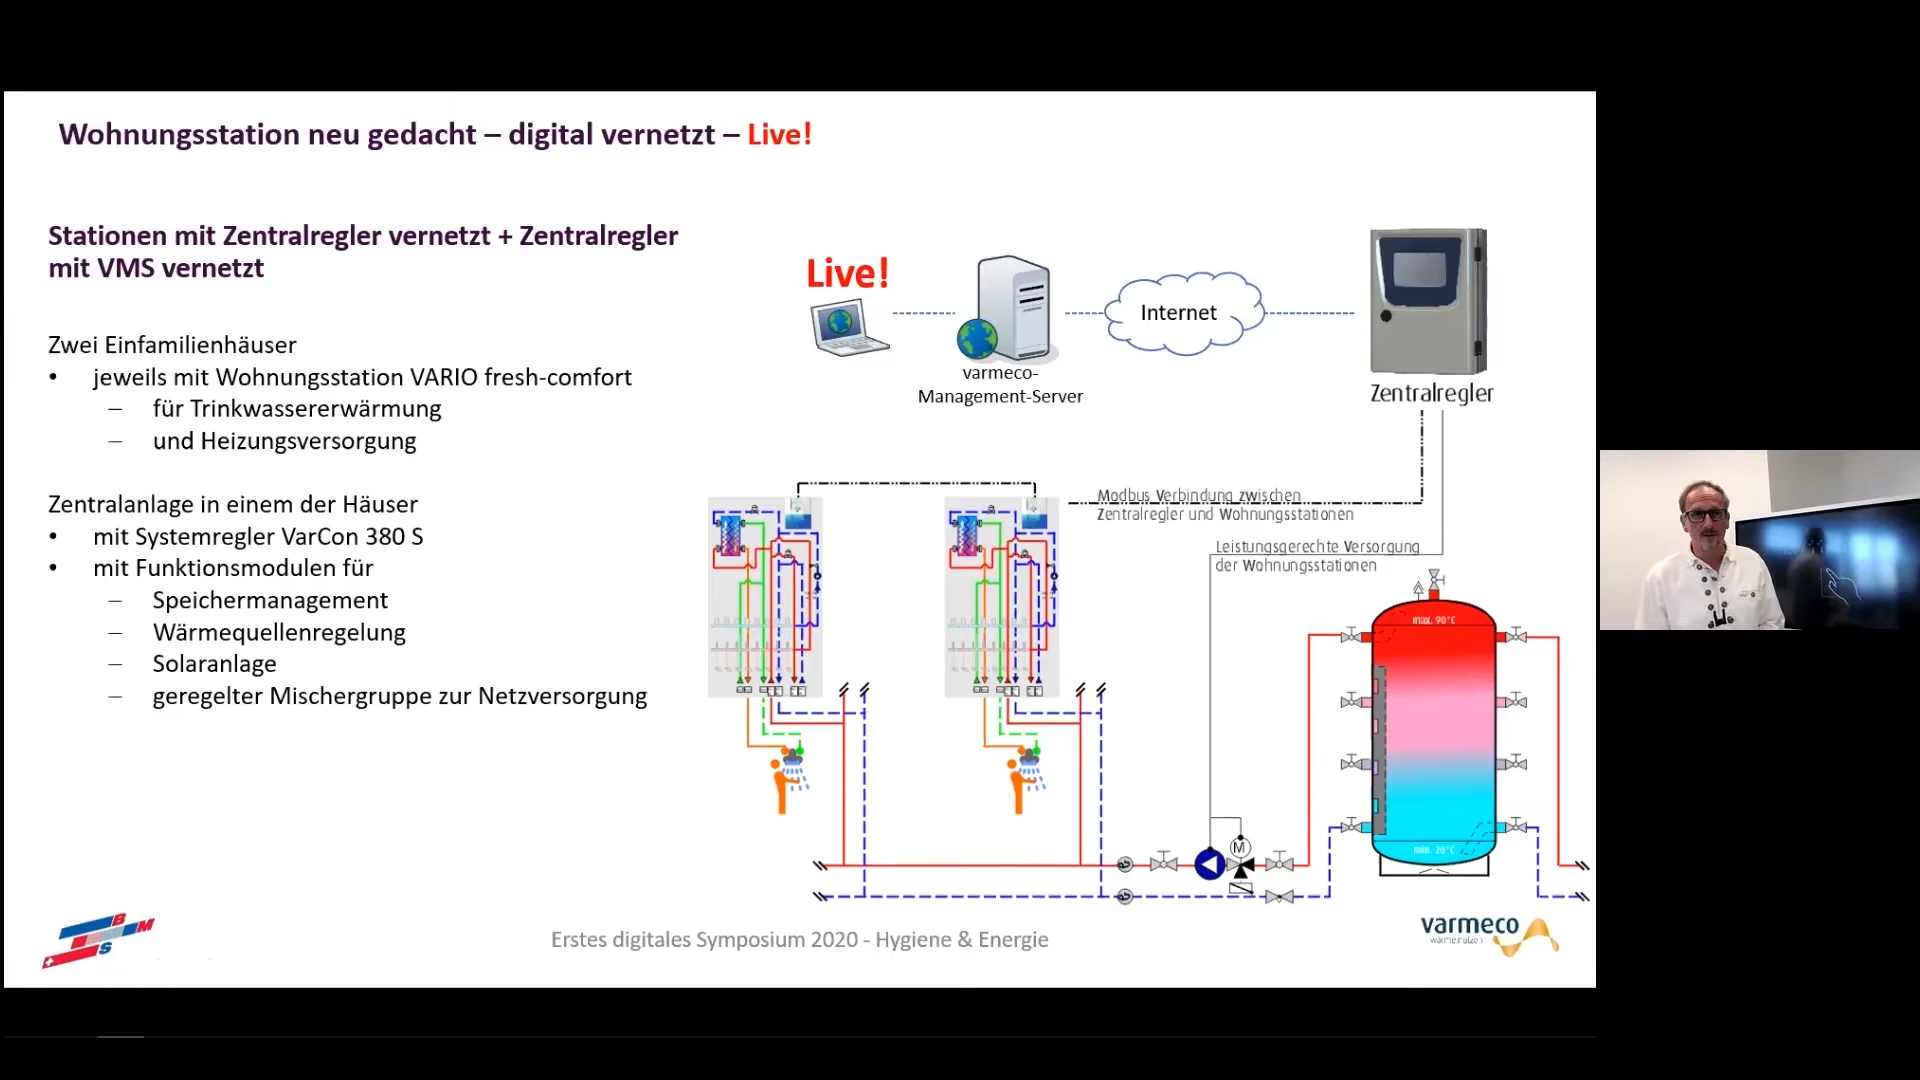 Wohnungsstation neu gedacht – digital vernetzt – Live!
Stationen mit Zentralregler vernetzt + Zentralregler
mit VMS vernetzt
Zwei Einfamilienhäuser
• jeweils mit Wohnungsstation VARIO fresh-comfort
– für Trinkwassererwärmung
– und Heizungsversorgung
Zentralanlage in einem der Häuser
• mit Systemregler VarCon 380 S
• mit Funktionsmodulen für
– Speichermanagement
– Wärmequellenregelung
– Solaranlage
– geregelter Mischergruppe zur Netzversorgung
Live!
varmeco-
Management-Server
Internet
Zentralregler
Modbus Verbindung zwischen
Zentralregler und Wohnungsstationen
Leistungsgerechte Versorgung
der Wohnungsstationen
max. 90°C
min. 20°C
M
BMS
Erstes digitales Symposium 2020 - Hygiene & Energie
varmeco
wärme nutzen